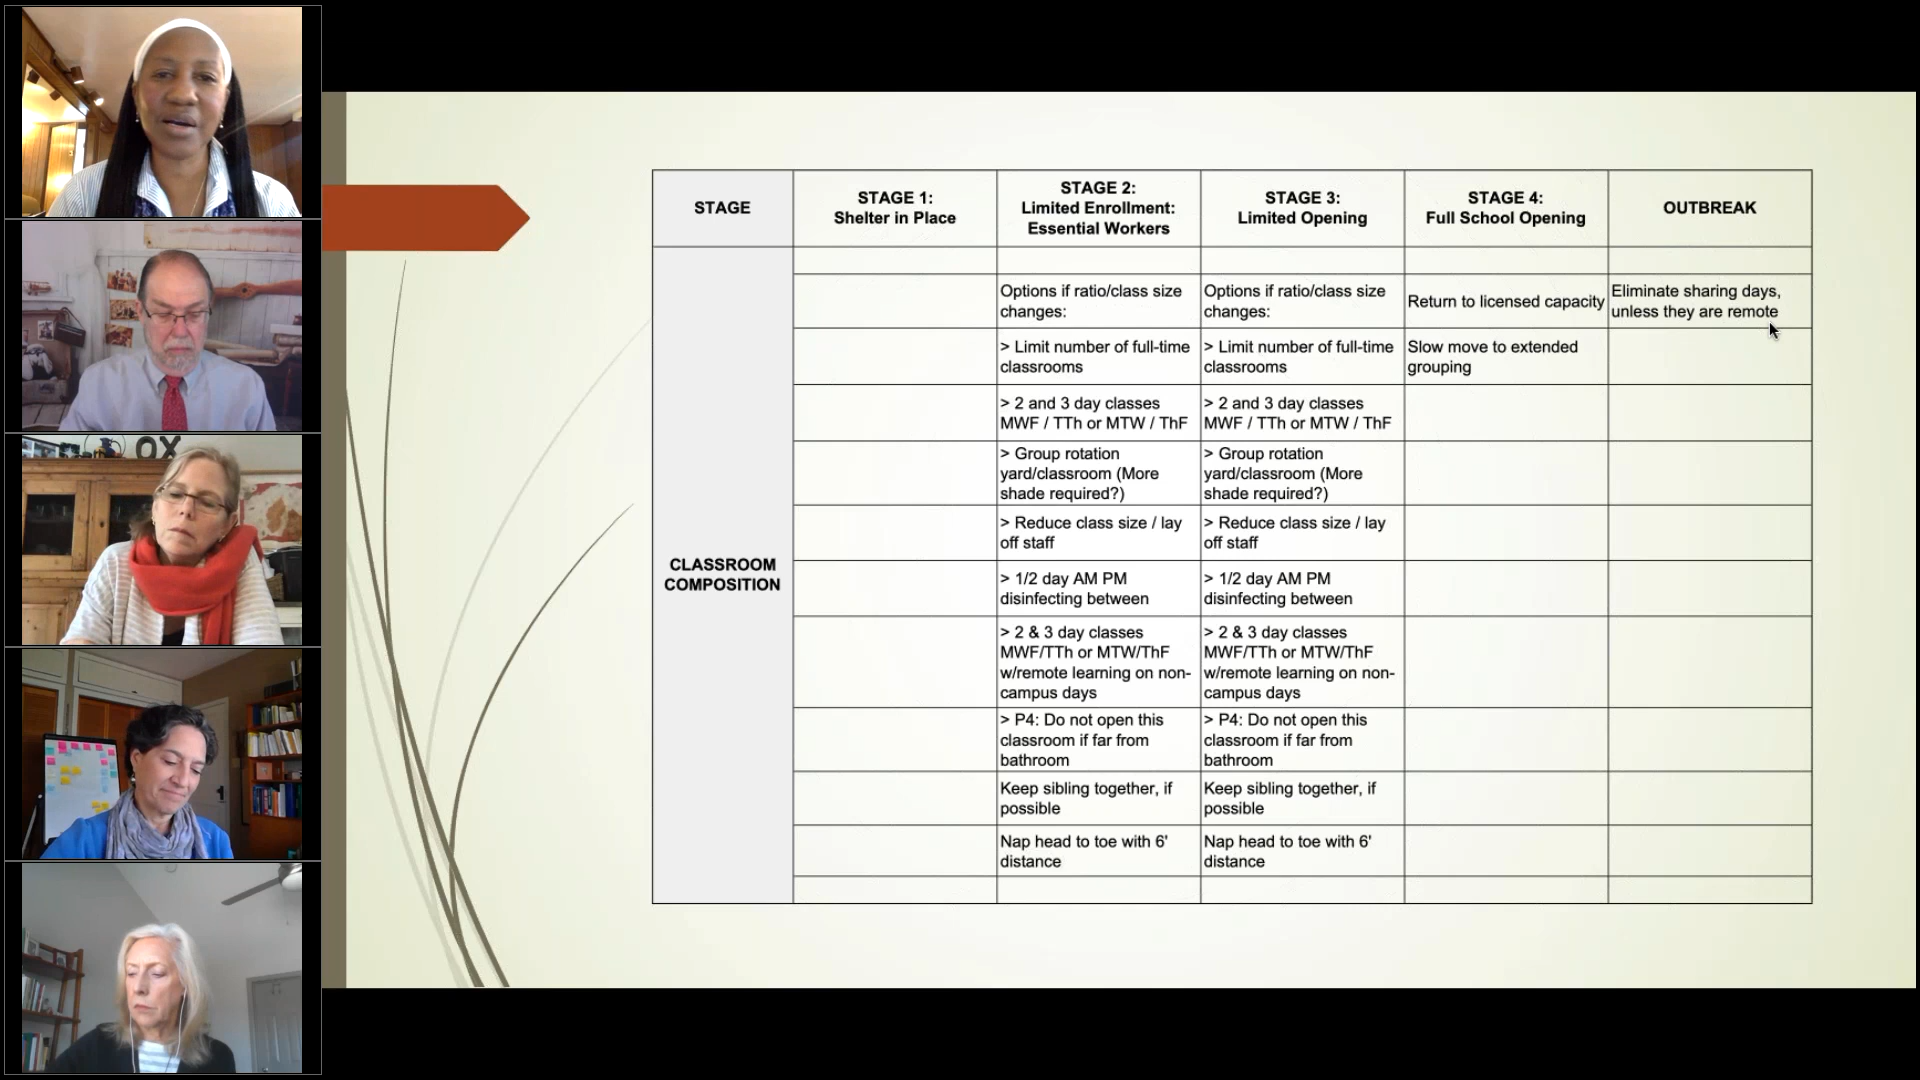 OX
STAGE
STAGE 1:
Shelter in Place
STAGE 2:
Limited Enrollment:
Essential Workers
STAGE 3:
Limited Opening
STAGE 4:
Full School Opening
OUTBREAK
CLASSROOM
COMPOSITION
Options if ratio/class size
changes:
Options if ratio/class size
changes:
Return to licensed capacity
Eliminate sharing days,
unless they are remote
> Limit number of full-time
classrooms
> Limit number of full-time
classrooms
Slow move to extended
grouping
> 2 and 3 day classes
MWF / TTh or MTW / ThF
> 2 and 3 day classes
MWF / TTh or MTW / ThF
> Group rotation
yard/classroom (More
shade required?)
> Group rotation
yard/classroom (More
shade required?)
> Reduce class size / lay
off staff
> Reduce class size / lay
off staff
> 1/2 day AM PM
disinfecting between
> 1/2 day AM PM
disinfecting between
> 2 & 3 day classes
MWF/TTh or MTW/ThF
w/remote learning on non-
campus days
> 2 & 3 day classes
MWF/TTh or MTW/ThF
w/remote learning on non-
campus days
> P4: Do not open this
classroom if far from
bathroom
> P4: Do not open this
classroom if far from
bathroom
Keep sibling together, if
possible
Keep sibling together, if
possible
Nap head to toe with 6'
distance
Nap head to toe with 6'
distance